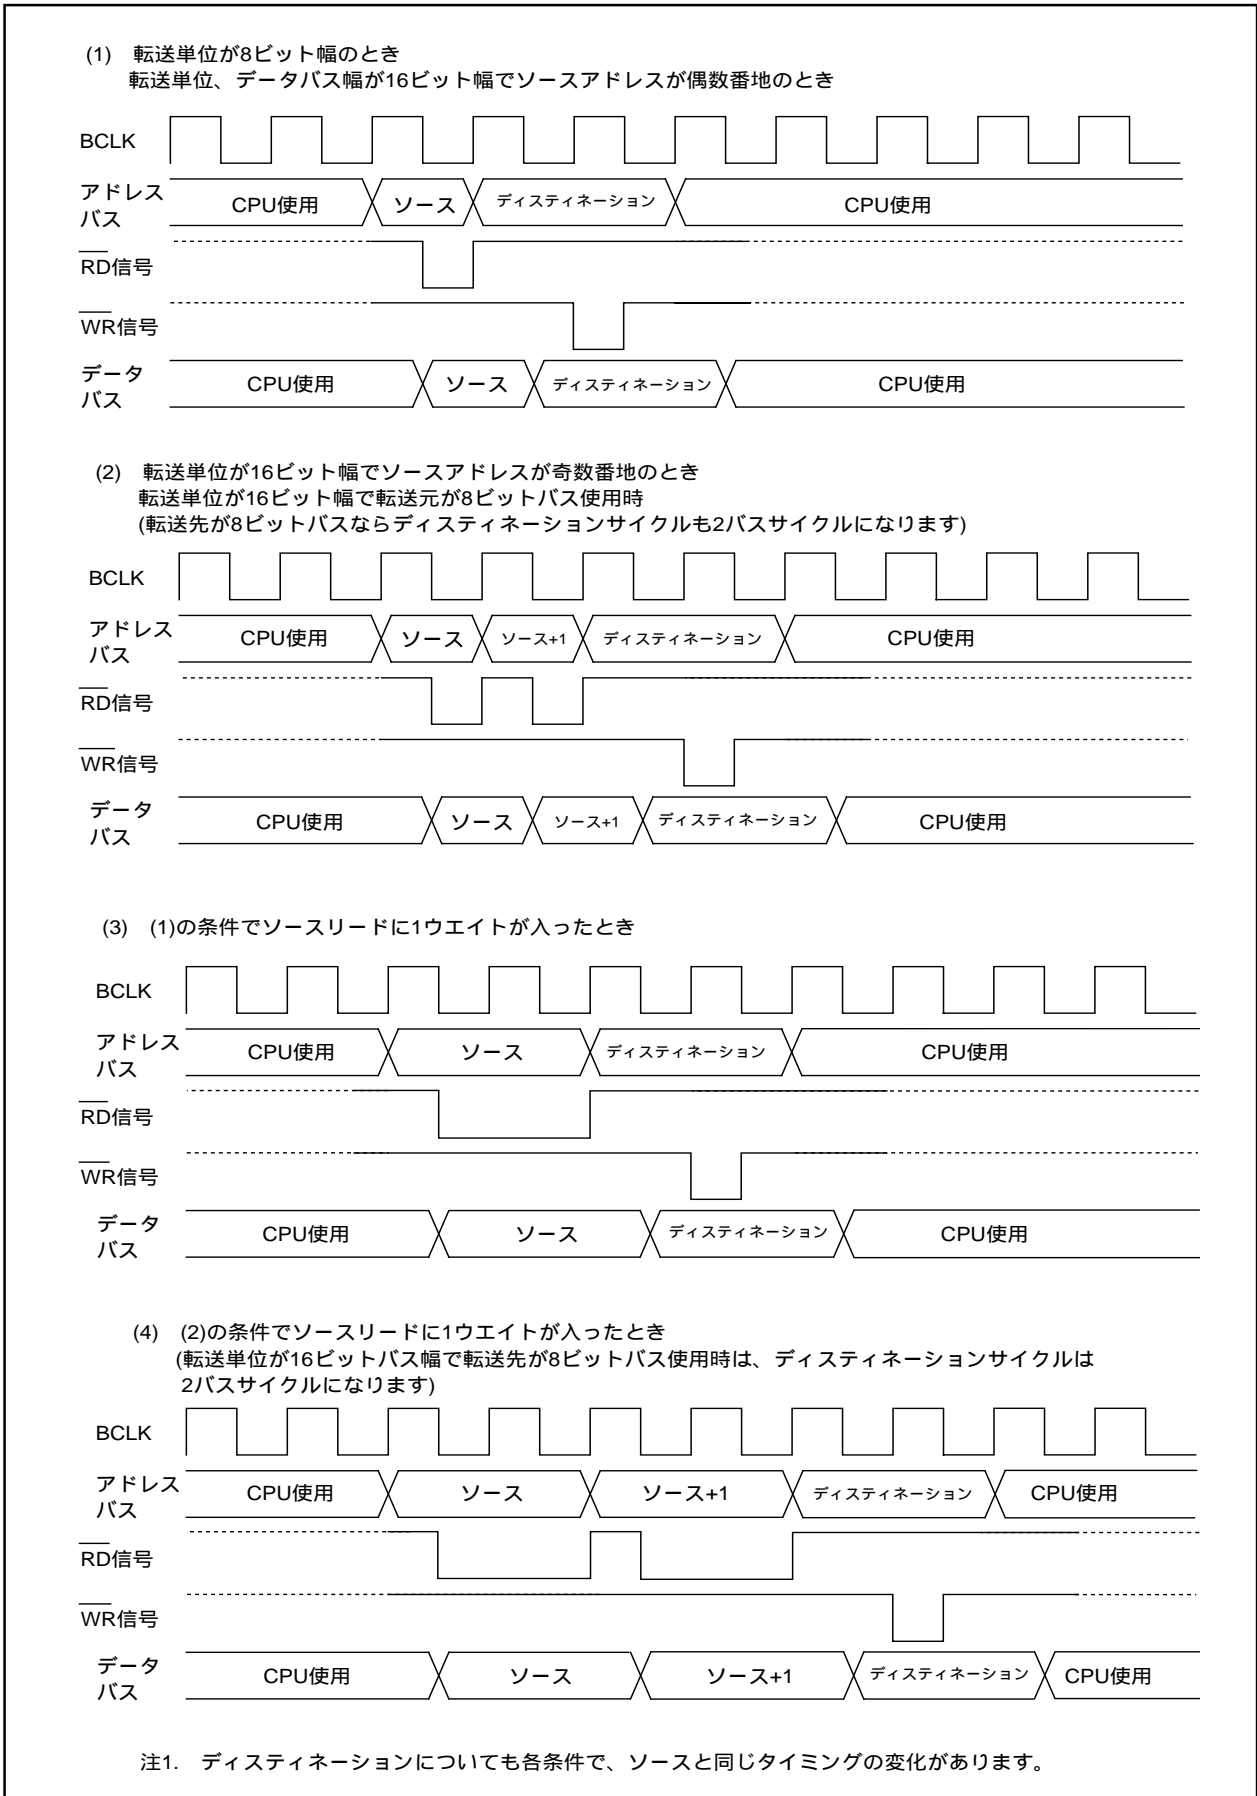 (1) 転送単位が8ビット幅のとき
転送単位、データバス幅が16ビット幅でソースアドレスが偶数番地のとき
BCLK
アドレス
バス
CPU使用 ソース ディスティネーション CPU使用
RD信号
WR信号
データ
バス
CPU使用 ソース ディスティネーション CPU使用
(2) 転送単位が16ビット幅でソースアドレスが奇数番地のとき
転送単位が16ビット幅で転送元が8ビットバス使用時
(転送先が8ビットバスならディスティネーションサイクルも2バスサイクルになります)
BCLK
アドレス
バス
CPU使用 ソース ソース+1 ディスティネーション CPU使用
RD信号
WR信号
データ
バス
CPU使用 ソース ソース+1 ディスティネーション CPU使用
(3) (1)の条件でソースリードに1ウエイトが入ったとき
BCLK
アドレス
バス
CPU使用 ソース ディスティネーション CPU使用
RD信号
WR信号
データ
バス
CPU使用 ソース ディスティネーション CPU使用
(4) (2)の条件でソースリードに1ウエイトが入ったとき
(転送単位が16ビットバス幅で転送先が8ビットバス使用時は、ディスティネーションサイクルは
2バスサイクルになります)
BCLK
アドレス
バス
CPU使用 ソース ソース+1 ディスティネーション CPU使用
RD信号
WR信号
データ
バス
CPU使用 ソース ソース+1 ディスティネーション CPU使用
注1. ディスティネーションについても各条件で、ソースと同じタイミングの変化があります。